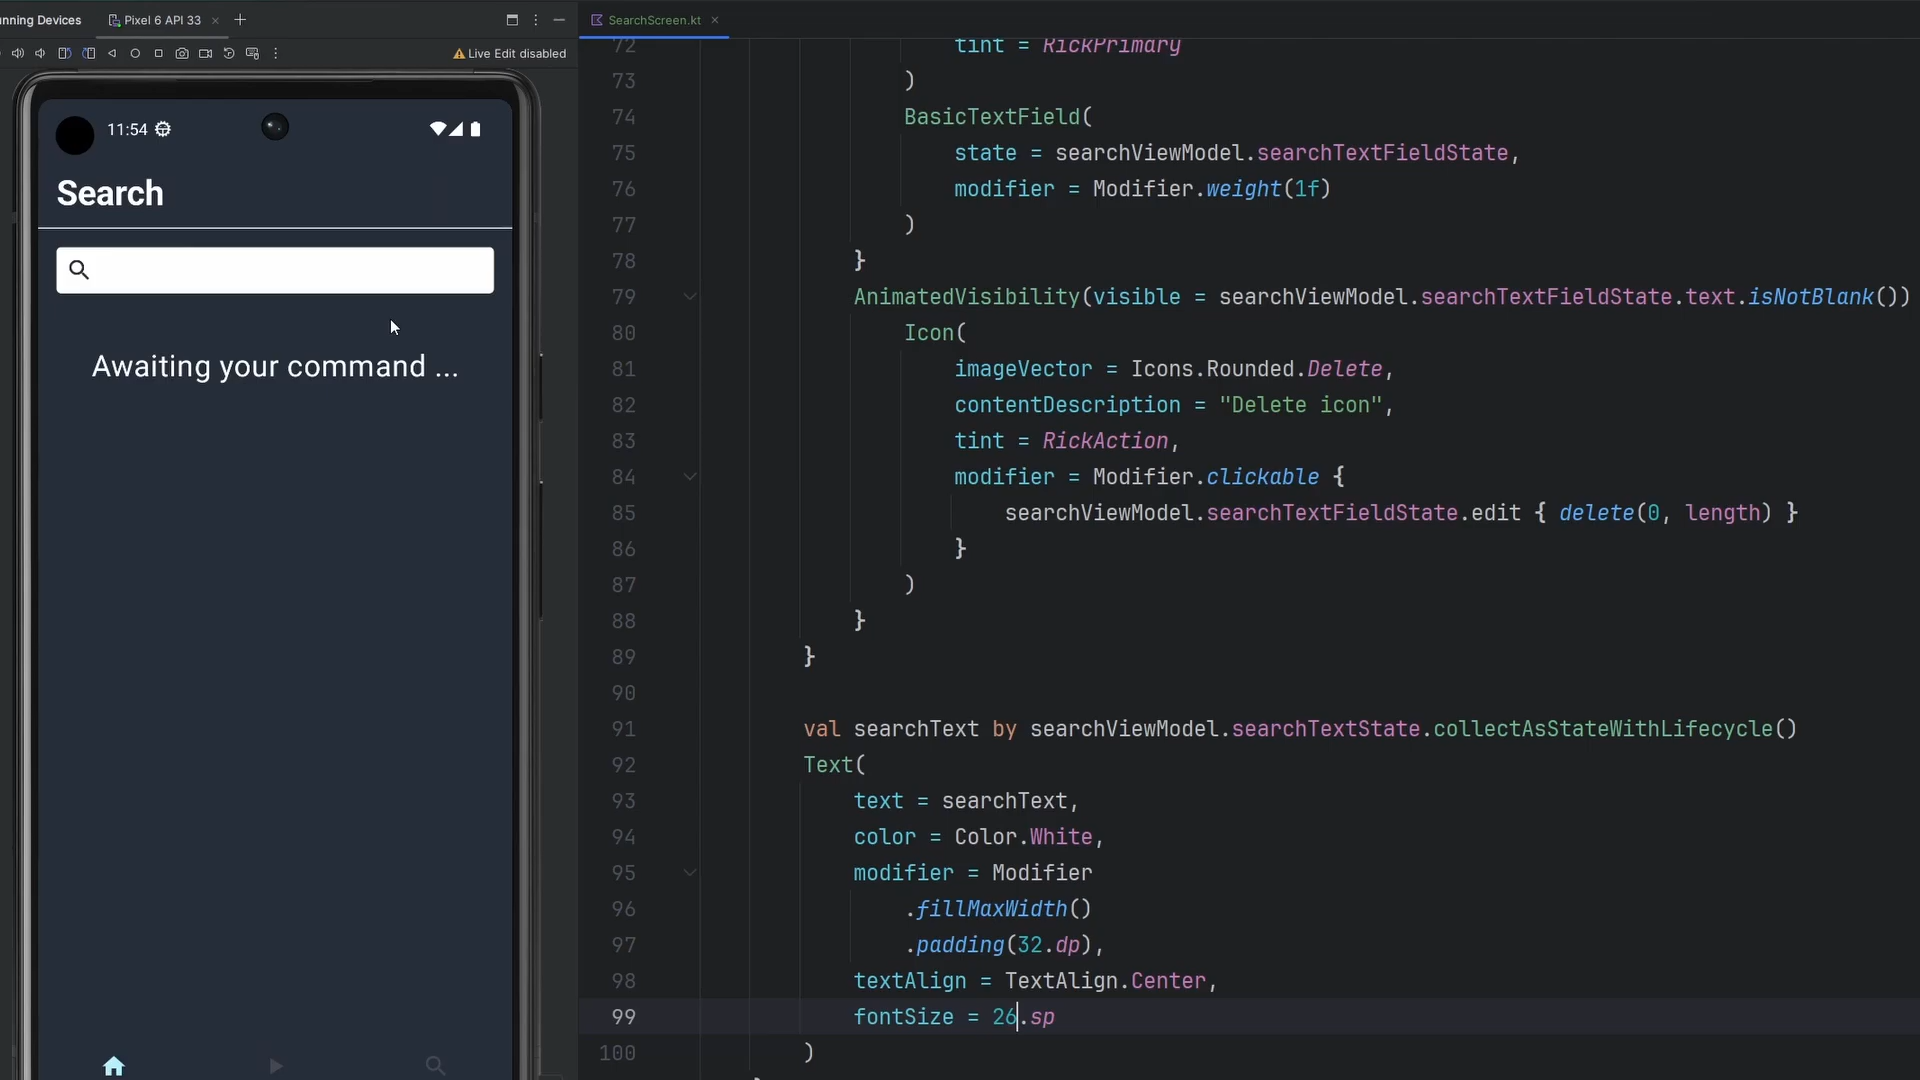 nning Devices
Pixel 6 API 33
Live Edit disabled
11:54
Search
Awaiting your command ...
SearchScreen.kt
72 tint = RickPrimary
73 )
74 BasicTextField(
75 state = searchViewModel.searchTextFieldState,
76 modifier = Modifier.weight(1f)
77 )
78 }
79 AnimatedVisibility(visible = searchViewModel.searchTextFieldState.text.isNotBlank())
80 Icon(
81 imageVector = Icons.Rounded.Delete,
82 contentDescription = "Delete icon",
83 tint = RickAction,
84 modifier = Modifier.clickable {
85 searchViewModel.searchTextFieldState.edit { delete(0, length) }
86 }
87 )
88 }
89 }
90
91 val searchText by searchViewModel.searchTextState.collectAsStateWithLifecycle()
92 Text(
93 text = searchText,
94 color = Color.White,
95 modifier = Modifier
96 .fillMaxWidth()
97 .padding(32.dp),
98 textAlign = TextAlign.Center,
99 fontSize = 26.sp
100 )